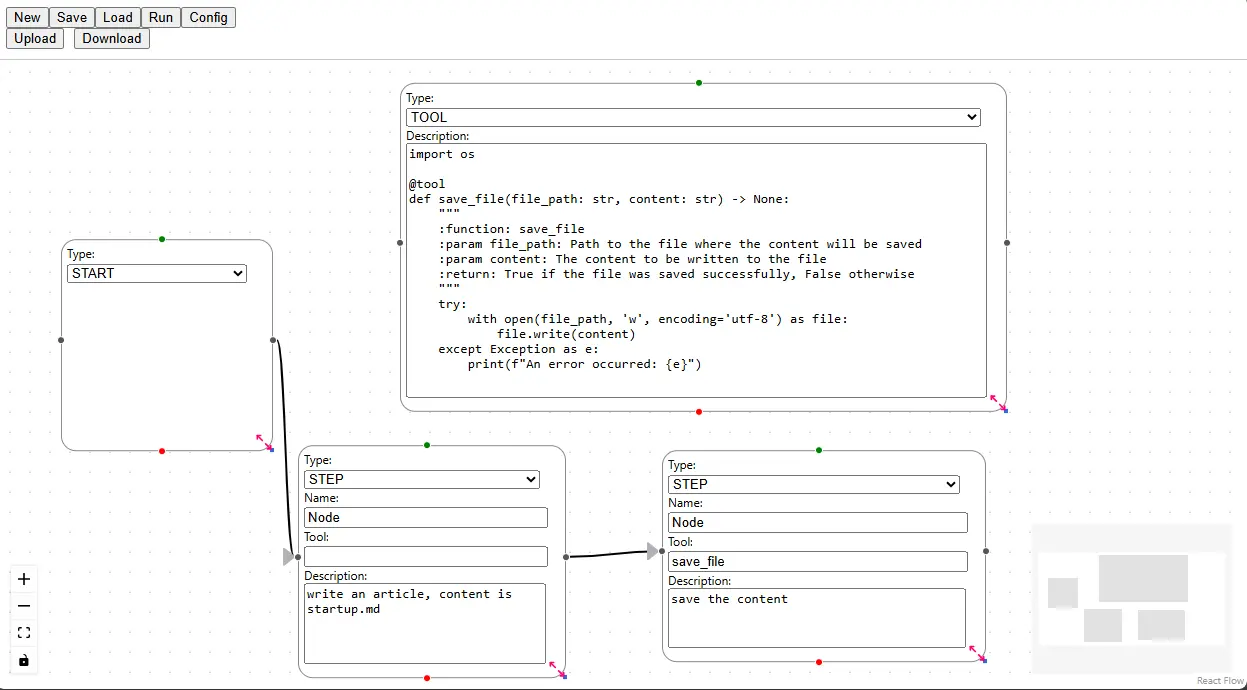 New Save Load Run Config
Upload Download
Type:
TOOL
Description:
import os

@tool
def save_file(file_path: str, content: str) -> None:
    """
    :function: save_file
    :param file_path: Path to the file where the content will be saved
    :param content: The content to be written to the file
    :return: True if the file was saved successfully, False otherwise
    """
    try:
        with open(file_path, 'w', encoding='utf-8') as file:
            file.write(content)
    except Exception as e:
        print(f"An error occurred: {e}")
Type:
START
Type:
STEP
Name:
Node
Tool:
Description:
write an article, content is
startup.md
Type:
STEP
Name:
Node
Tool:
save_file
Description:
save the content
React Flow